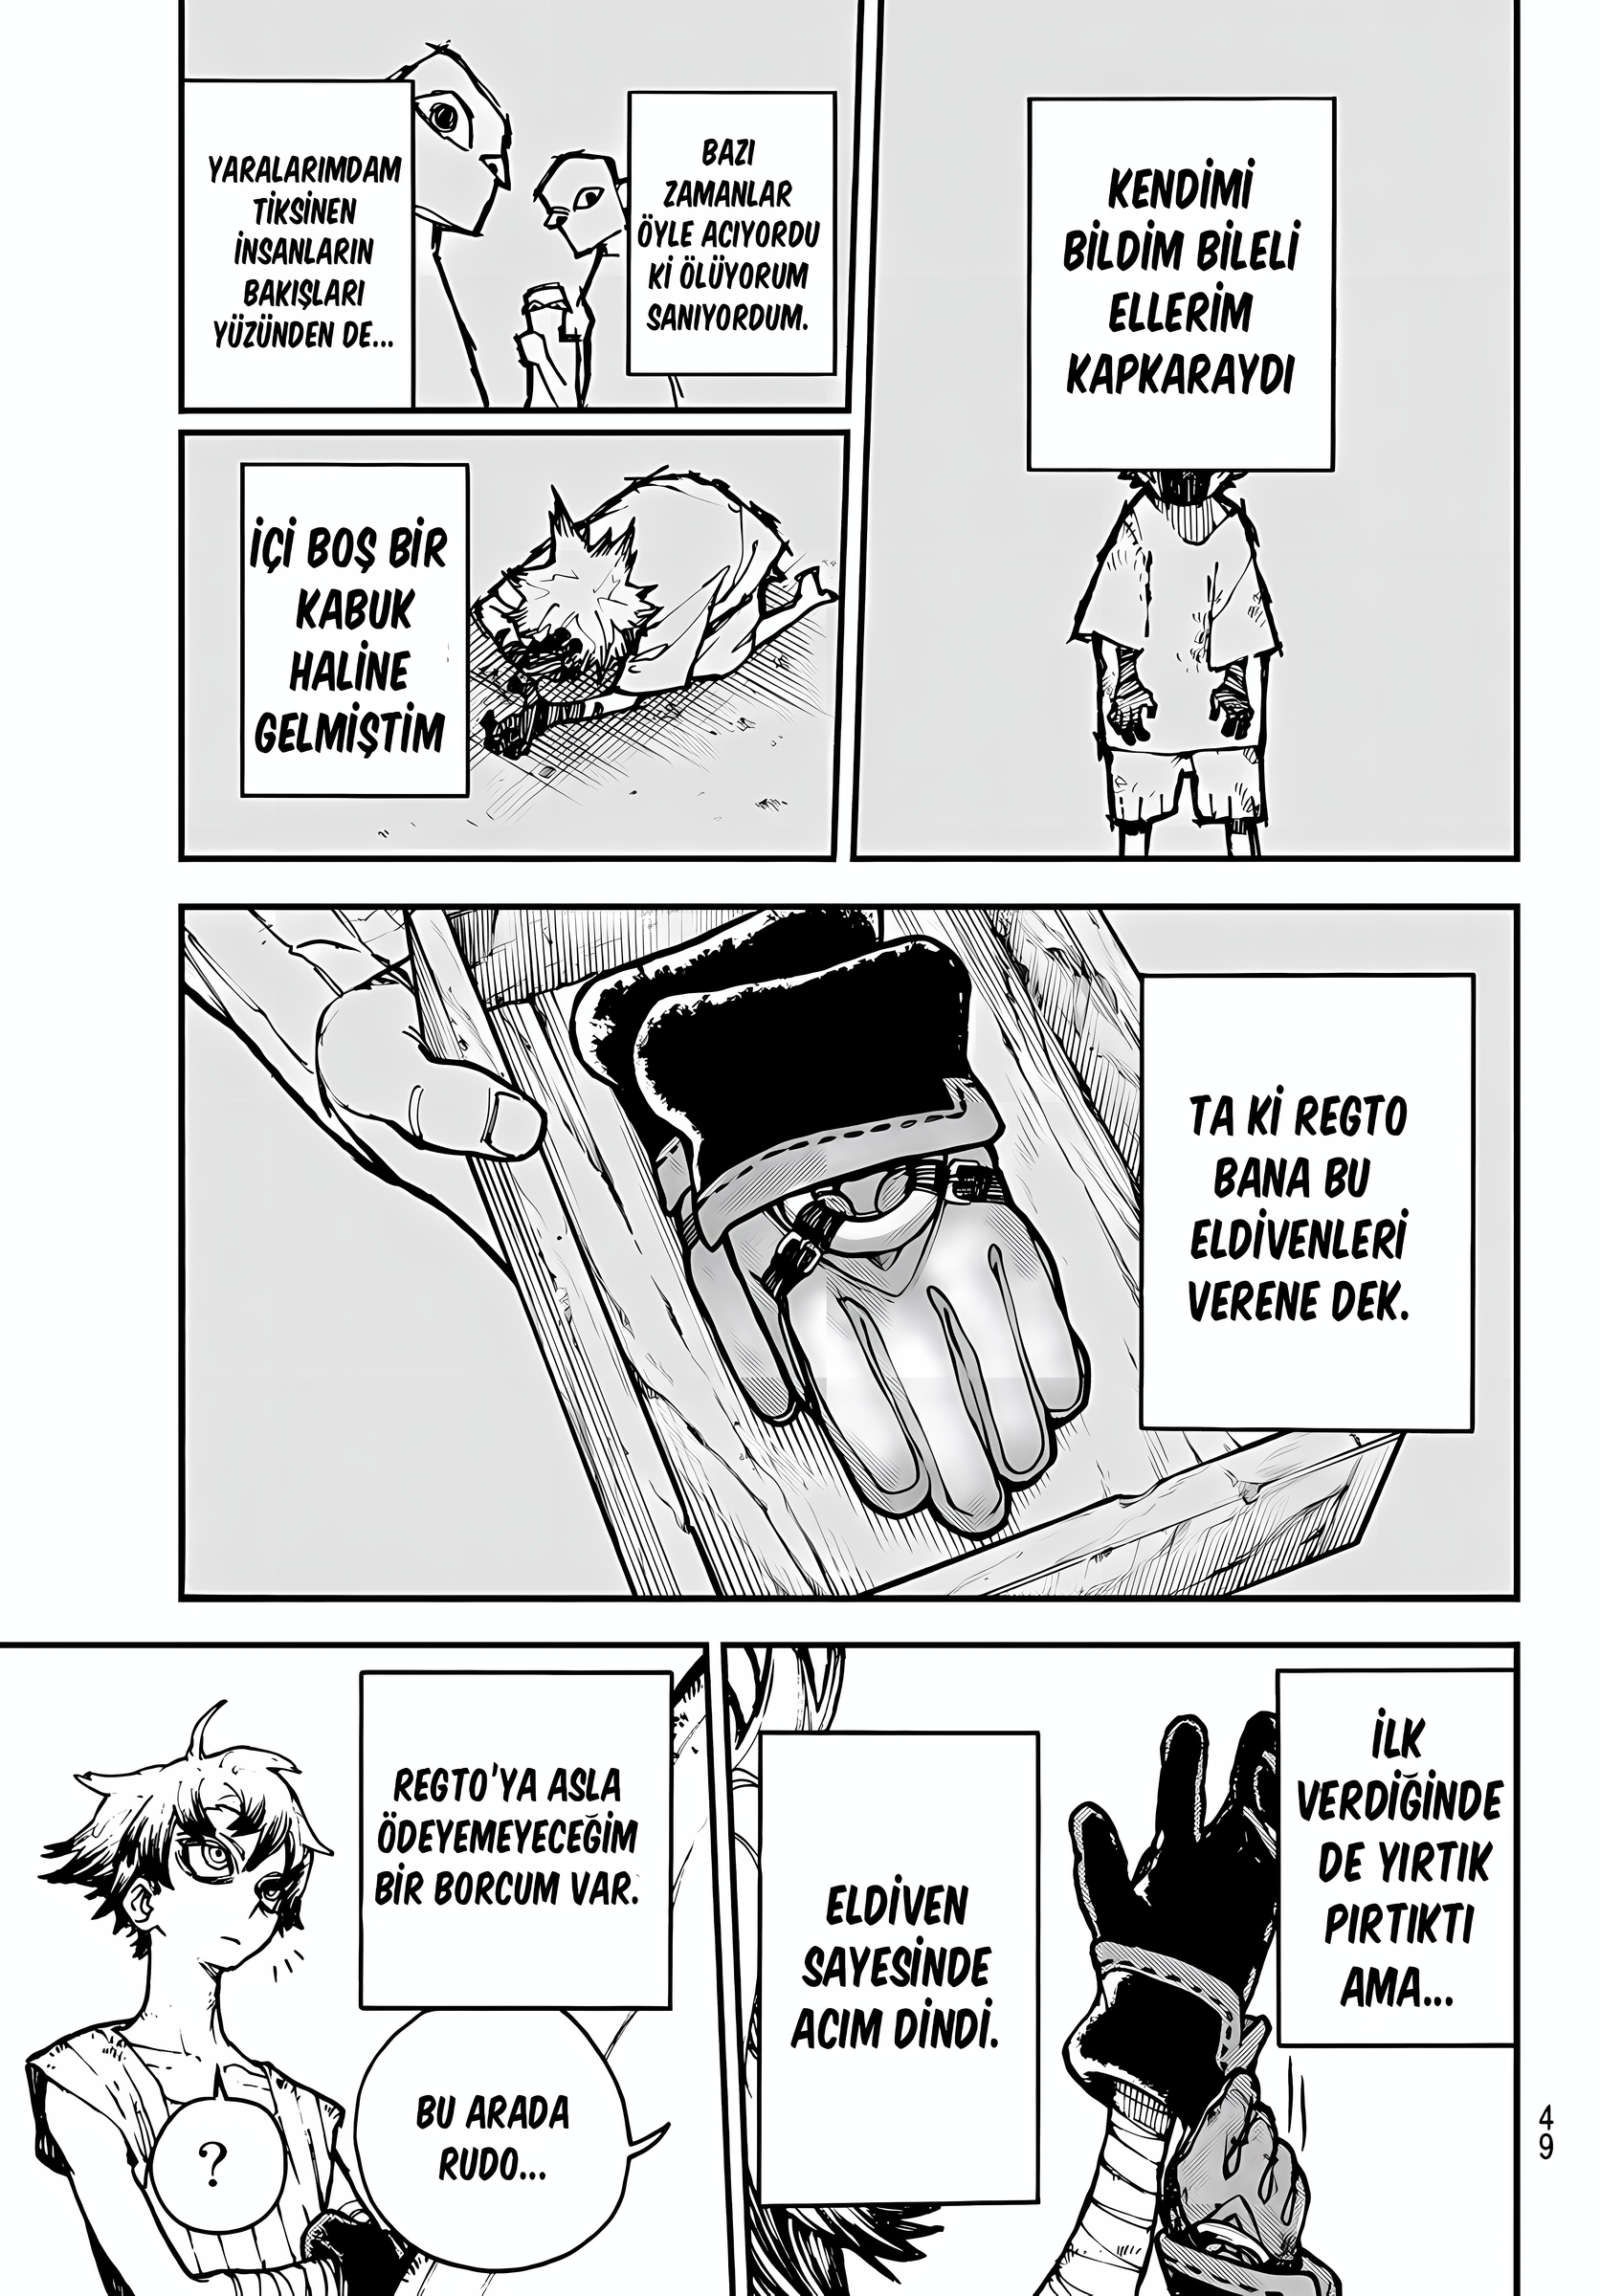 KENDİMİ
BİLDİM BİLELİ
ELLERİM
KAPKARAYDI
BAZI
ZAMANLAR
ÖYLE ACIYORDU
Kİ ÖLÜYORUM
SANIYORDUM.
YARALARIMDAM
TİKSİNEN
İNSANLARIN
BAKIŞLARI
YÜZÜNDEN DE...
İÇİ BOŞ BİR
KABUK
HALİNE
GELMİŞTİM
TA Kİ REGTO
BANA BU
ELDİVENLERİ
VERENE DEK.
İLK
VERDİĞİNDE
DE YIRTIK
PIRTIKTI
AMA...
ELDİVEN
SAYESİNDE
ACIM DİNDİ.
REGTO'YA ASLA
ÖDEYEMEYECEĞİM
BİR BORCUM VAR.
BU ARADA
RUDO...
?
49